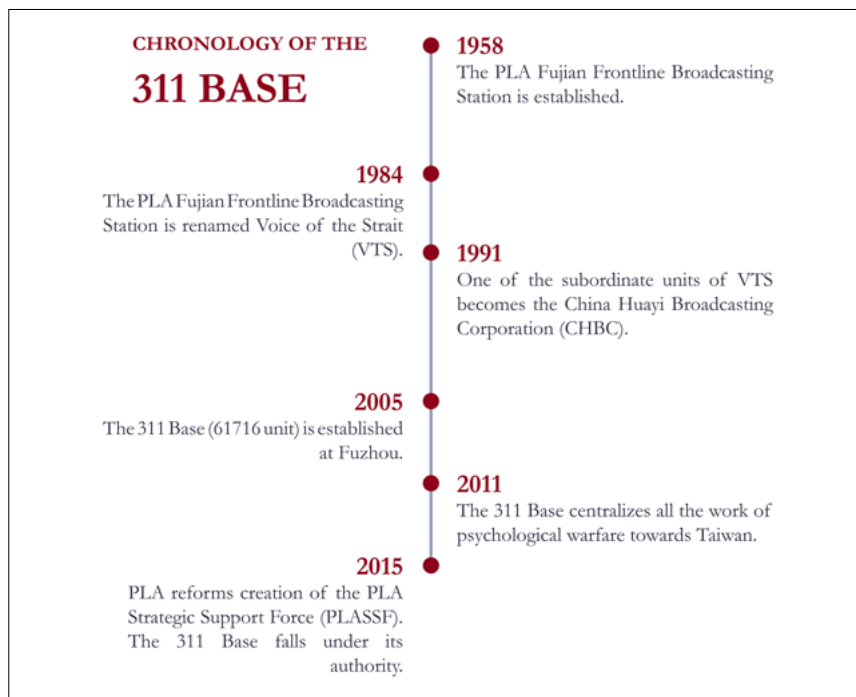 CHRONOLOGY OF THE
311 BASE
1958
The PLA Fujian Frontline Broadcasting
Station is established.
1984
The PLA Fujian Frontline Broadcasting
Station is renamed Voice of the Strait
(VTS).
1991
One of the subordinate units of VTS
becomes the China Huayi Broadcasting
Corporation (CHBC).
2005
The 311 Base (61716 unit) is established
at Fuzhou.
2011
The 311 Base centralizes all the work of
psychological warfare towards Taiwan.
2015
PLA reforms creation of the PLA
Strategic Support Force (PLASSF).
The 311 Base falls under its
authority.